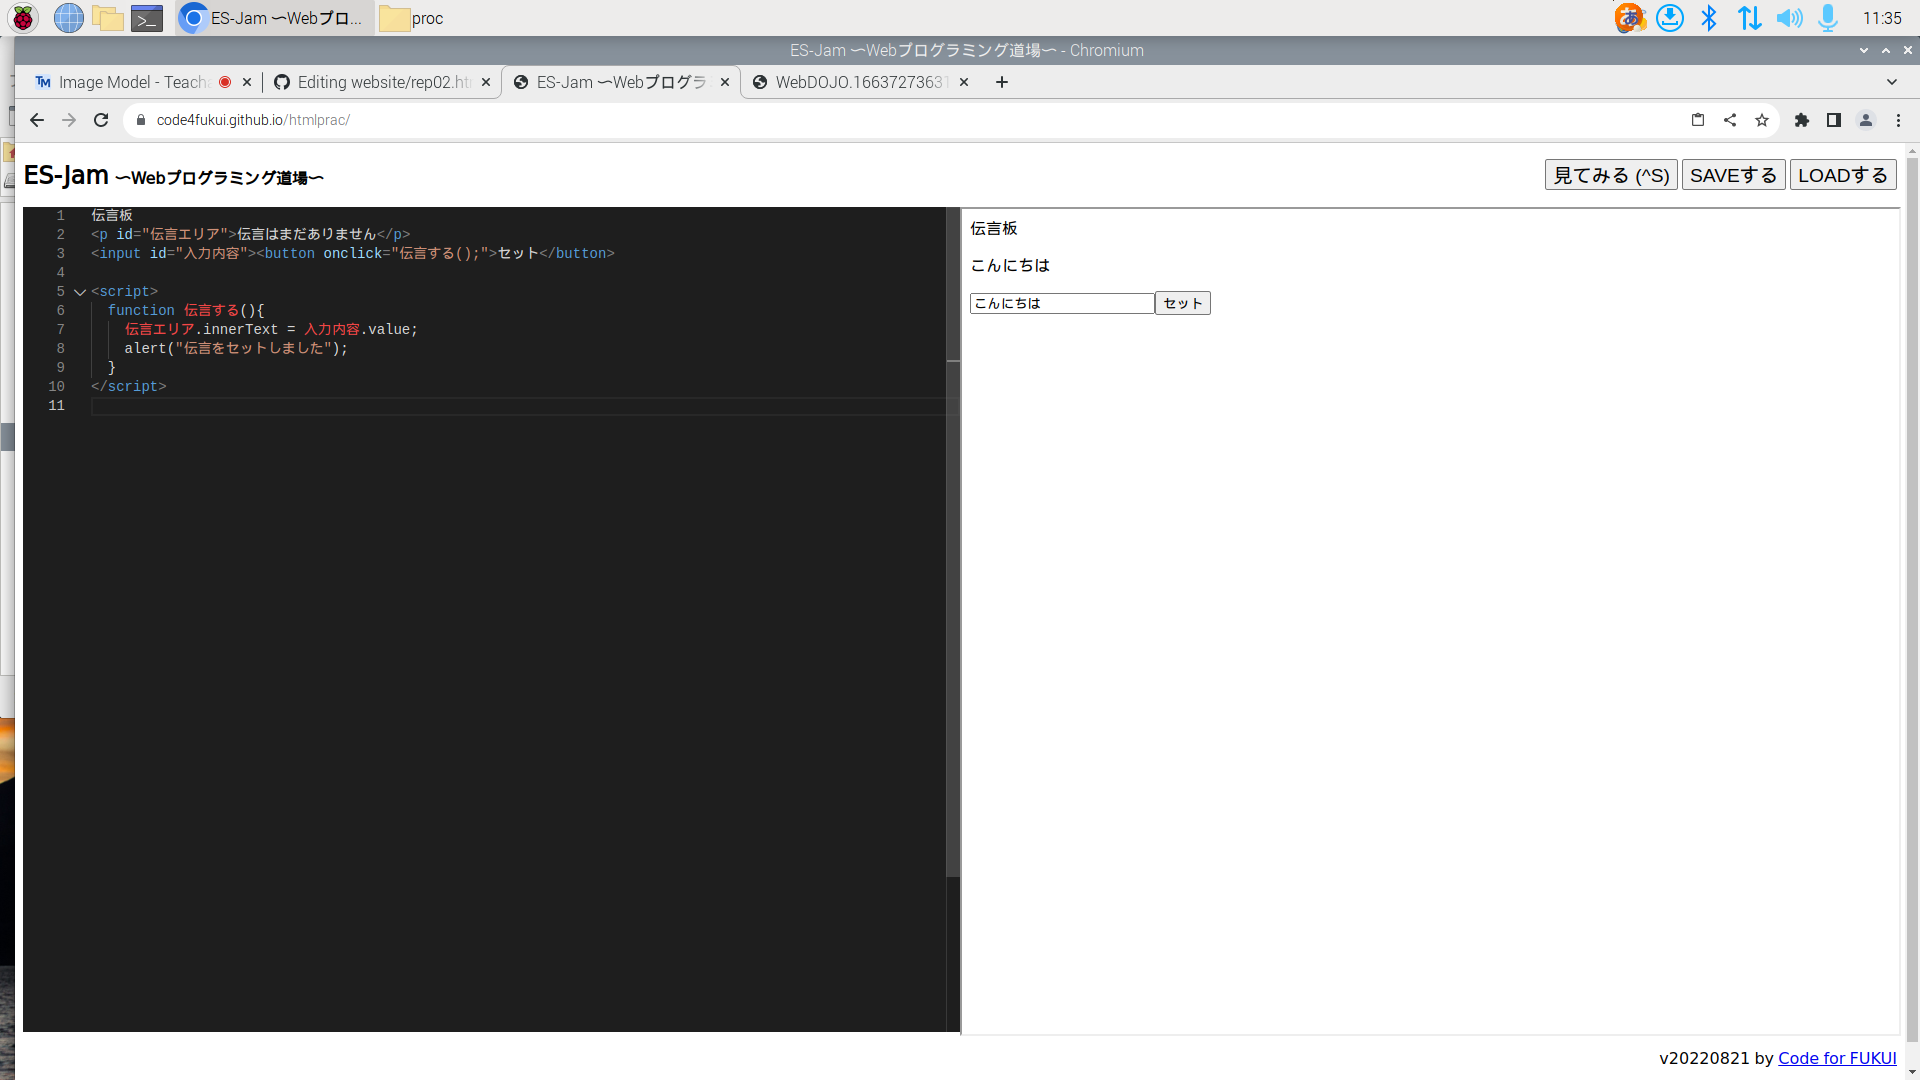 ES-Jam 〜Webプロ...
proc
あ
11:35
ES-Jam 〜Webプログラミング道場〜 - Chromium
TM Image Model - Teach
Editing website/rep02.ht
ES-Jam 〜Webプログラ
WebDOJO.1663727363
code4fukui.github.io/htmlprac/
ES-Jam 〜Webプログラミング道場〜
見てみる (^S)
SAVEする
LOADする
1 伝言板
2 <p id="伝言エリア">伝言はまだありません</p>
3 <input id="入力内容"><button onclick="伝言する();">セット</button>
4
5 <script>
6 function 伝言する(){
7 伝言エリア.innerText = 入力内容.value;
8 alert("伝言をセットしました");
9 }
10 </script>
11
伝言板
こんにちは
こんにちは セット
v20220821 by Code for FUKUI